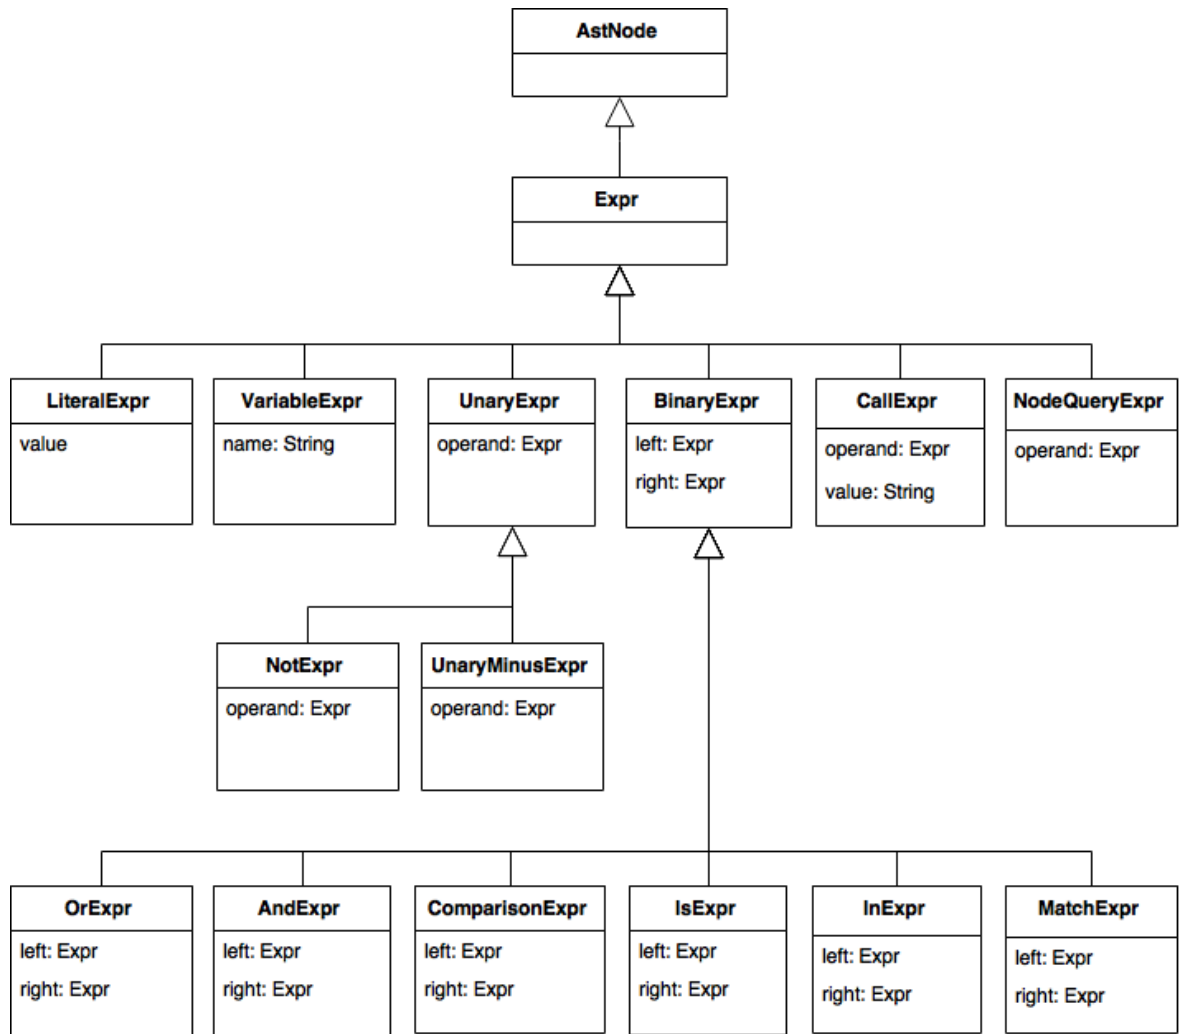 AstNode
Expr
LiteralExpr
value
VariableExpr
name: String
UnaryExpr
operand: Expr
BinaryExpr
left: Expr
right: Expr
CallExpr
operand: Expr
value: String
NodeQueryExpr
operand: Expr
NotExpr
operand: Expr
UnaryMinusExpr
operand: Expr
OrExpr
left: Expr
right: Expr
AndExpr
left: Expr
right: Expr
ComparisonExpr
left: Expr
right: Expr
IsExpr
left: Expr
right: Expr
InExpr
left: Expr
right: Expr
MatchExpr
left: Expr
right: Expr